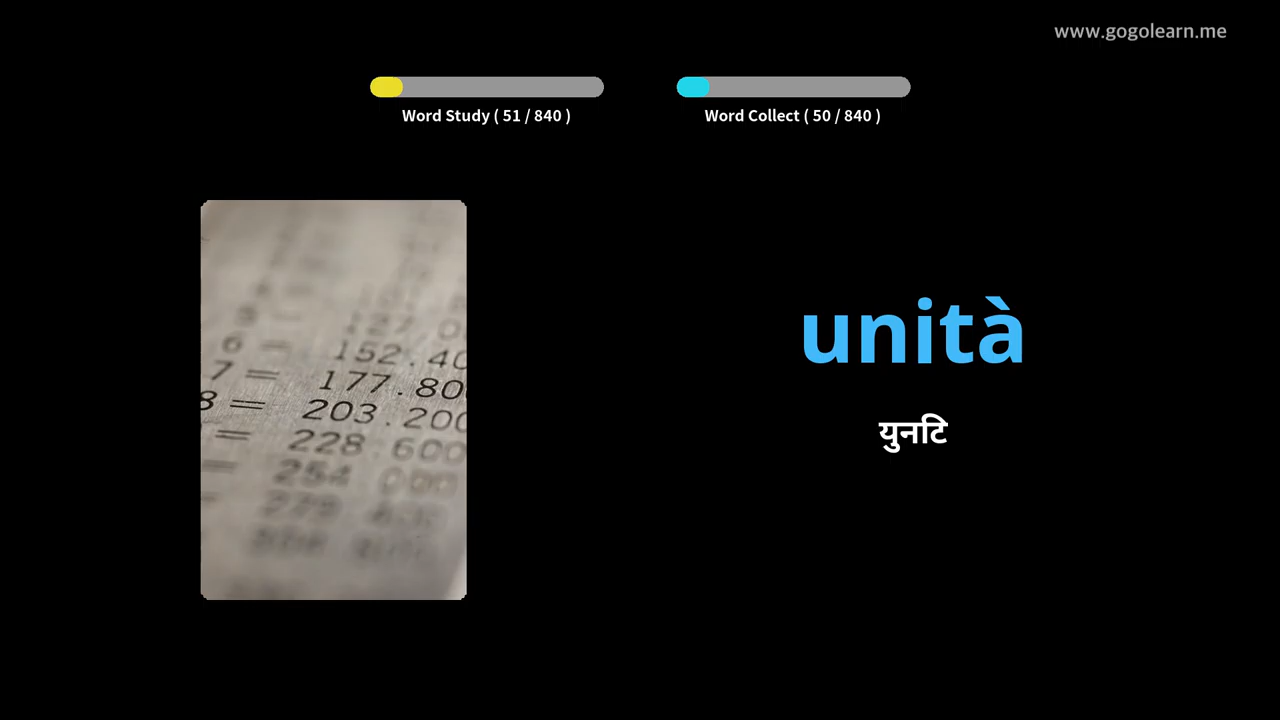 www.gogolearn.me
Word Study ( 51 / 840 )
Word Collect ( 50 / 840 )
6 = 152.40
7 = 177.80
8 = 203.200
= 228.600
254
unità
युनटि